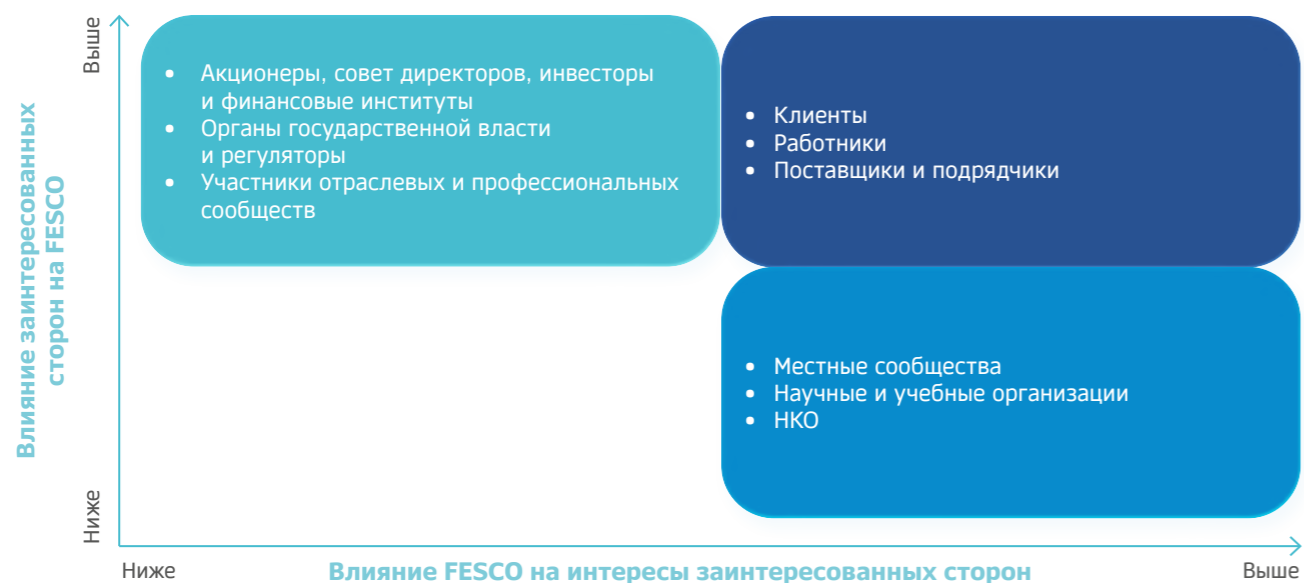 Выше
Влияние заинтересованных
сторон на FESCO
Ниже
• Акционеры, совет директоров, инвесторы
и финансовые институты
• Органы государственной власти
и регуляторы
• Участники отраслевых и профессиональных
сообществ
• Клиенты
• Работники
• Поставщики и подрядчики
• Местные сообщества
• Научные и учебные организации
• НКО
Ниже
Влияние FESCO на интересы заинтересованных сторон
Выше